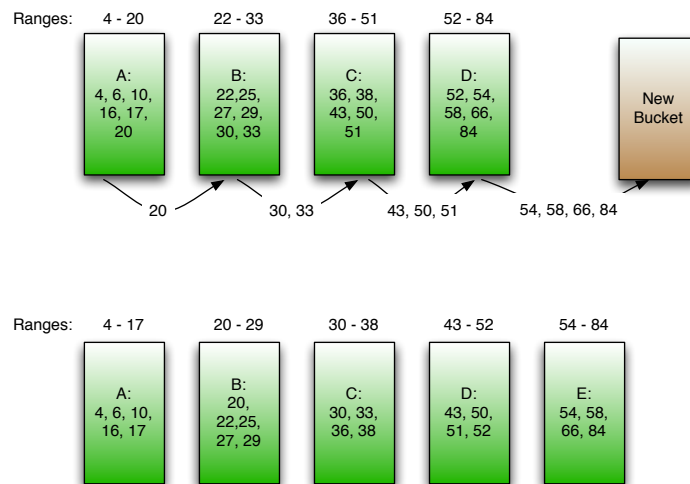 Ranges: 4 - 20 22 - 33 36 - 51 52 - 84
A:
4, 6, 10,
16, 17,
20
B:
22,25,
27, 29,
30, 33
C:
36, 38,
43, 50,
51
D:
52, 54,
58, 66,
84
New
Bucket
20 30, 33 43, 50, 51 54, 58, 66, 84
Ranges: 4 - 17 20 - 29 30 - 38 43 - 52 54 - 84
A:
4, 6, 10,
16, 17
B:
20,
22,25,
27, 29
C:
30, 33,
36, 38
D:
43, 50,
51, 52
E:
54, 58,
66, 84